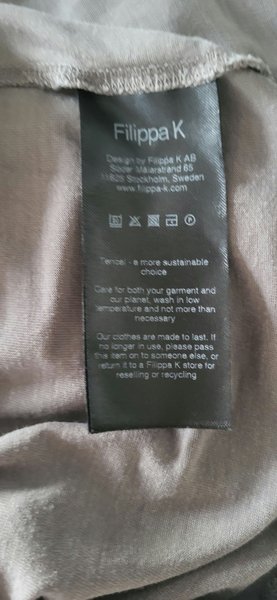 Filippa K
Design by Filippa K AB
Söder Mälarstrand 65
11825 Stockholm, Sweden
www.filippa-k.com
Tencel - a more sustainable
choice
Care for both your garment and
our planet, wash in low
temperature and not more than
necessary
Our clothes are made to last. If
no longer in use, please pass
this item on to someone else, or
return it to a Filippa K store for
reselling or recycling